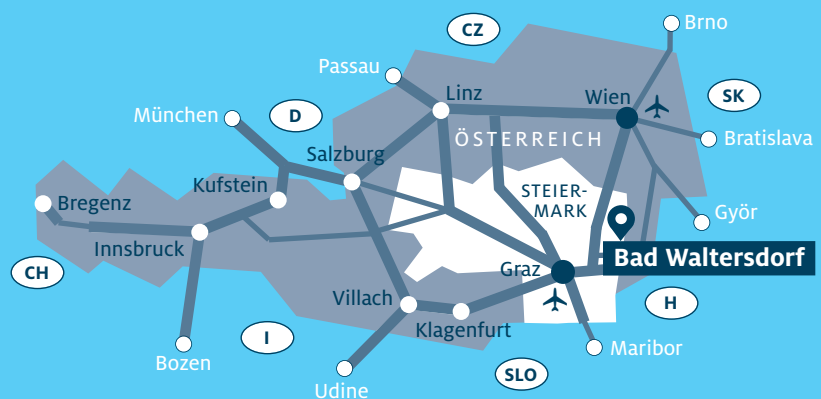 Brno
CZ
Passau
Linz
Wien
SK
München
D
ÖSTERREICH
Bratislava
Salzburg
Kufstein
STEIER-
MARK
Bregenz
Györ
Innsbruck
Bad Waltersdorf
CH
Graz
Villach
H
Klagenfurt
I
Maribor
Bozen
SLO
Udine